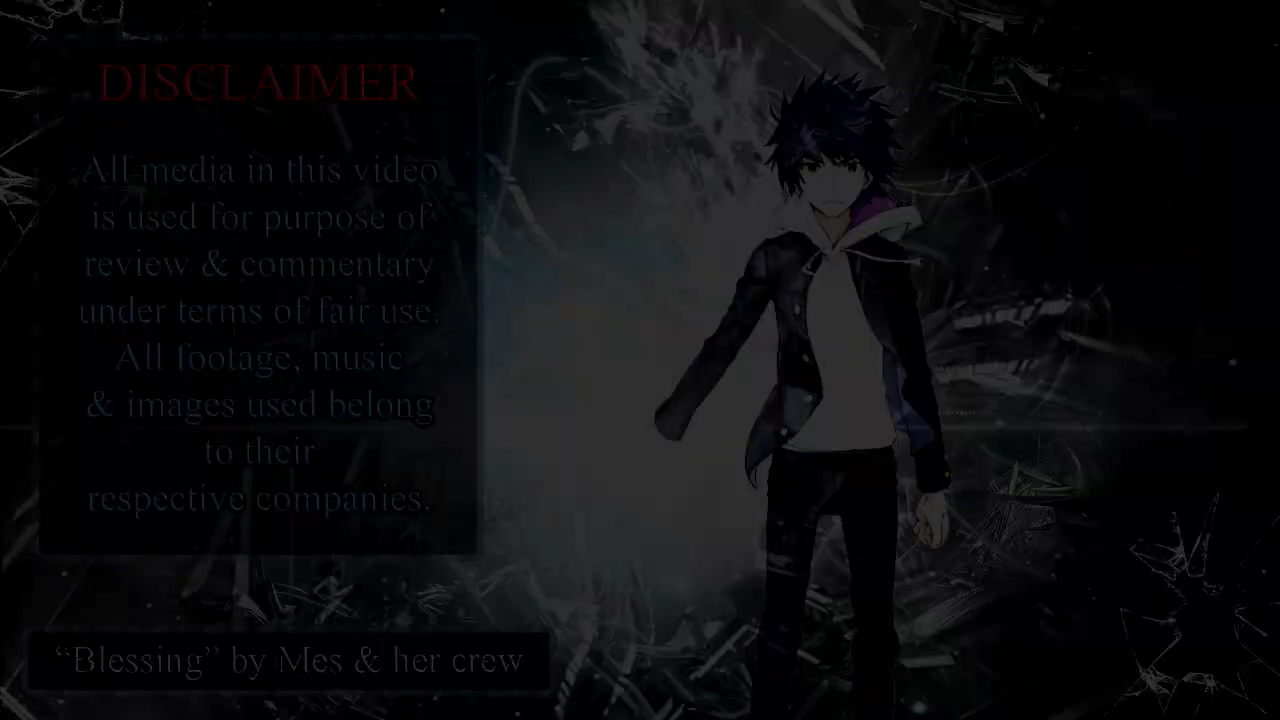 DISCLAIMER
All media in this video
is used for purpose of
review & commentary
under terms of fair use.
All footage, music
& images used belong
to their
respective companies.
“Blessing” by Mes & her crew